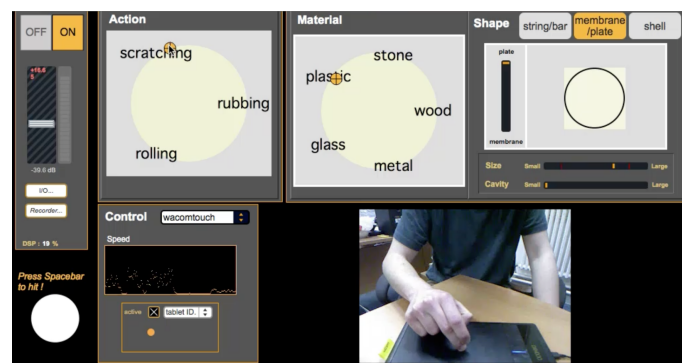 OFF ON
+18.0
-39.6 dB
I/O...
Recorder...
DSP : 19 %
Press Spacebar
to hit !
Action
scratching
rubbing
rolling
Material
stone
plastic
wood
glass
metal
Shape
string/bar
membrane
/plate
shell
plate
membrane
Size Small Large
Cavity Small Large
Control wacomtouch
Speed
active tablet ID..